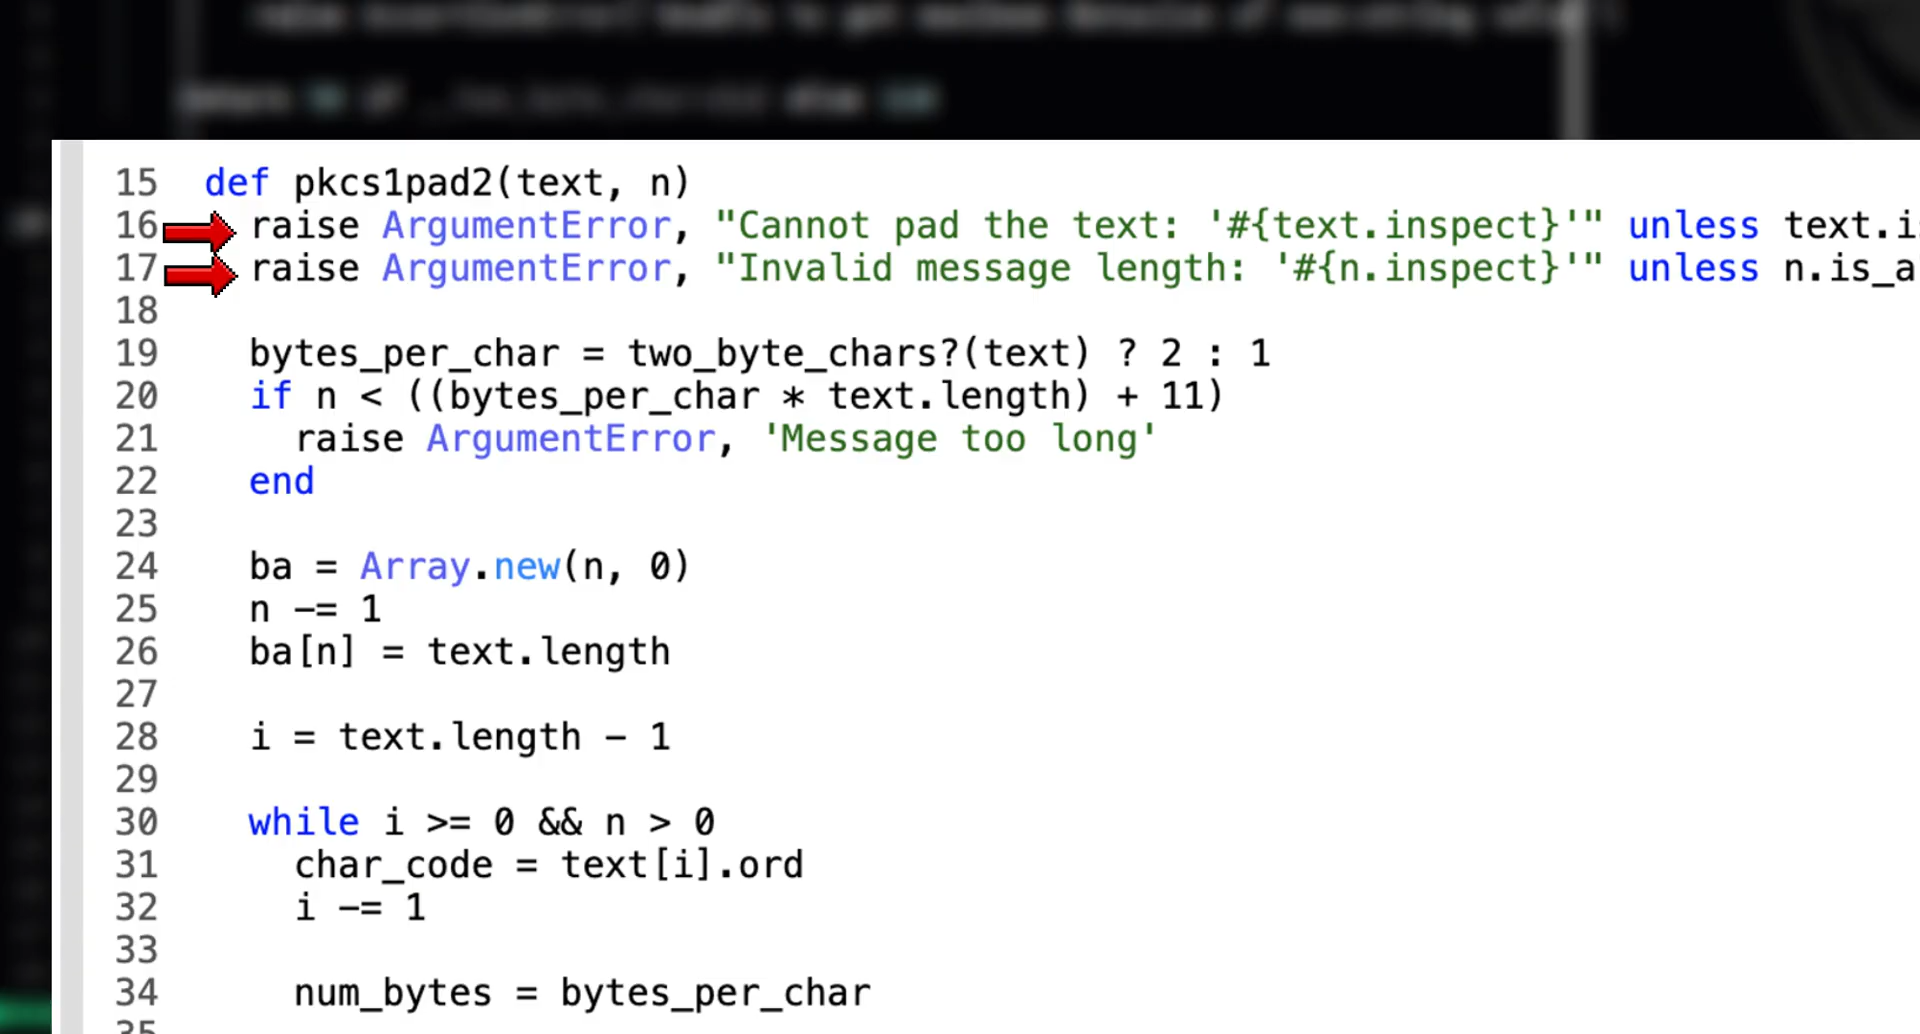 return if else
15 def pkcs1pad2(text, n)
16 raise ArgumentError, "Cannot pad the text: '#{text.inspect}'" unless text.i
17 raise ArgumentError, "Invalid message length: '#{n.inspect}'" unless n.is_a
18
19 bytes_per_char = two_byte_chars?(text) ? 2 : 1
20 if n < ((bytes_per_char * text.length) + 11)
21 raise ArgumentError, 'Message too long'
22 end
23
24 ba = Array.new(n, 0)
25 n -= 1
26 ba[n] = text.length
27
28 i = text.length - 1
29
30 while i >= 0 && n > 0
31 char_code = text[i].ord
32 i -= 1
33
34 num_bytes = bytes_per_char
35